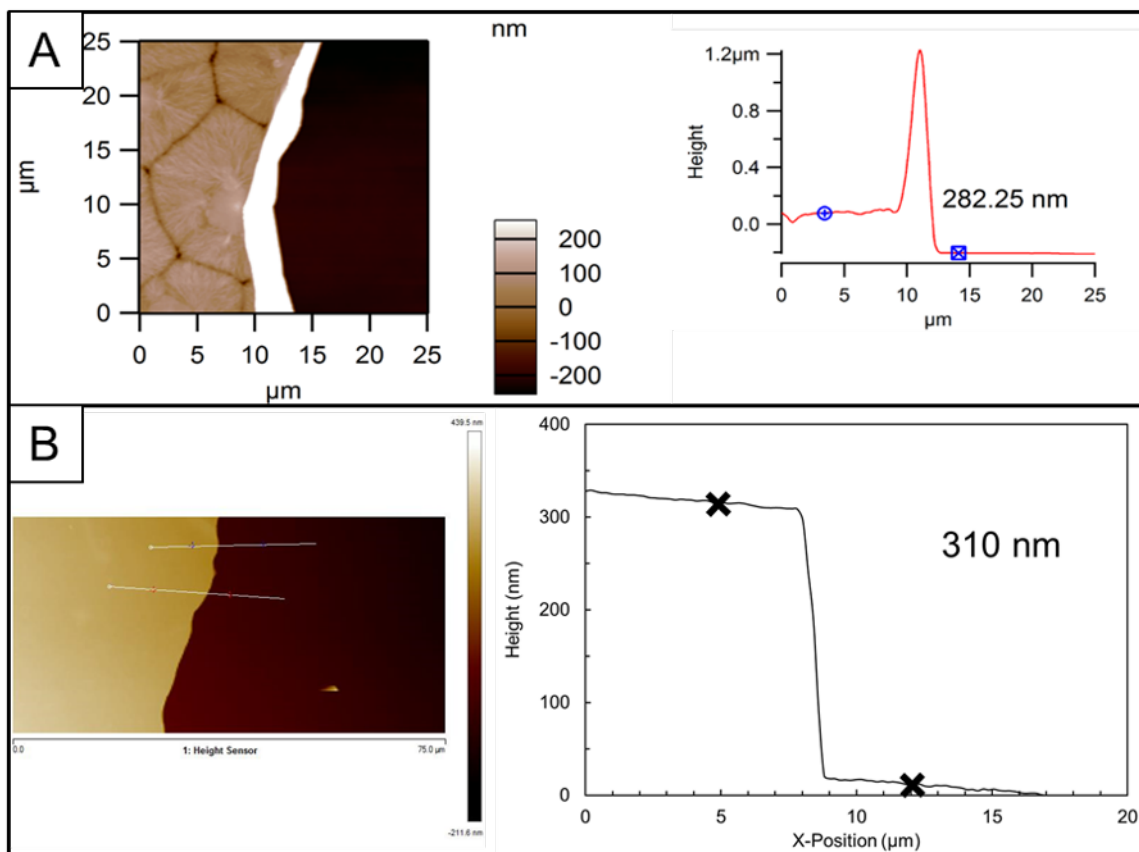 A
nm
25
20
15
10
5
0
µm
0 5 10 15 20 25
µm
200
100
0
-100
-200
1.2µm
0.8
0.4
0.0
Height
282.25 nm
0 5 10 15 20 25
µm
B
439.5 nm
-211.6 nm
0.0 1: Height Sensor 75.0 µm
400
300
200
100
0
Height (nm)
310 nm
0 5 10 15 20
X-Position (µm)